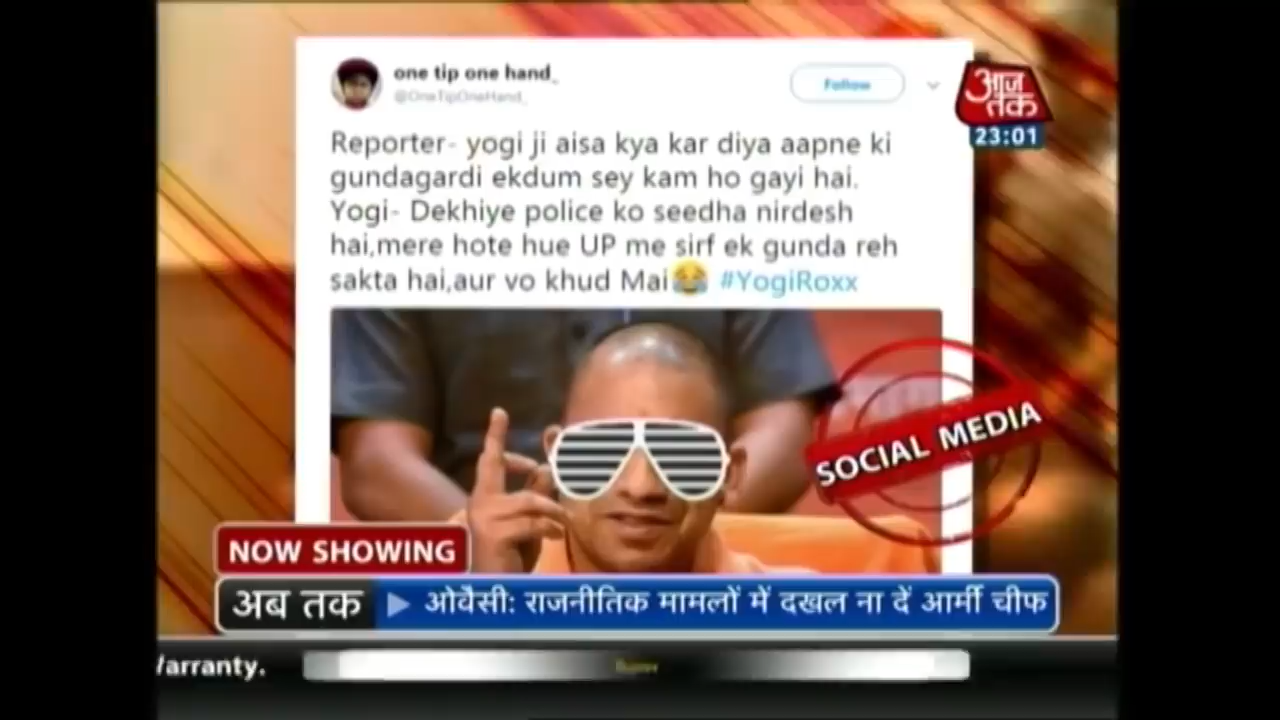 one tip one hand_
@OneTipOneHand_
Follow
आज
तक
23:01
Reporter- yogi ji aisa kya kar diya aapne ki
gundagardi ekdum sey kam ho gayi hai.
Yogi- Dekhiye police ko seedha nirdesh
hai,mere hote hue UP me sirf ek gunda reh
sakta hai,aur vo khud Mai😂 #YogiRoxx
SOCIAL MEDIA
NOW SHOWING
अब तक
ओवैसी: राजनीतिक मामलों में दखल ना दें आर्मी चीफ